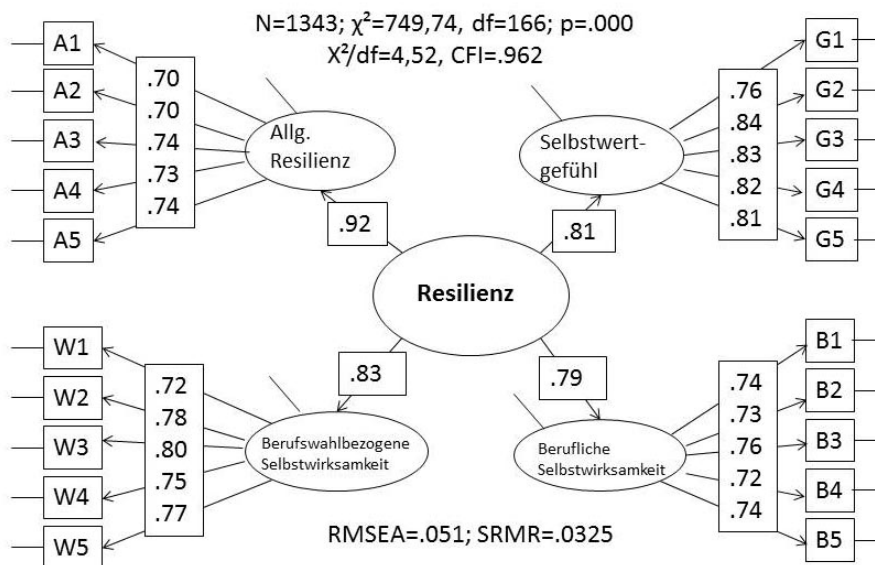 N=1343; χ²=749,74, df=166; p=.000
X²/df=4,52, CFI=.962
A1
A2
A3
A4
A5
.70
.70
.74
.73
.74
Allg.
Resilienz
.92
Selbstwert-
gefühl
.81
.76
.84
.83
.82
.81
G1
G2
G3
G4
G5
Resilienz
W1
W2
W3
W4
W5
.72
.78
.80
.75
.77
Berufswahlbezogene
Selbstwirksamkeit
.83
Berufliche
Selbstwirksamkeit
.79
.74
.73
.76
.72
.74
B1
B2
B3
B4
B5
RMSEA=.051; SRMR=.0325